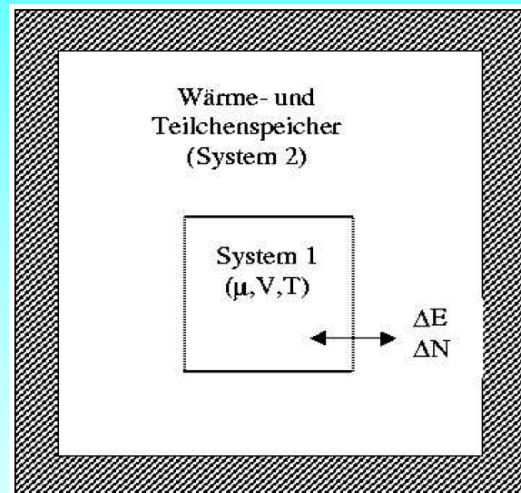 Wärme- und
Teilchenspeicher
(System 2)
System 1
(μ,V,T)
ΔE
ΔN